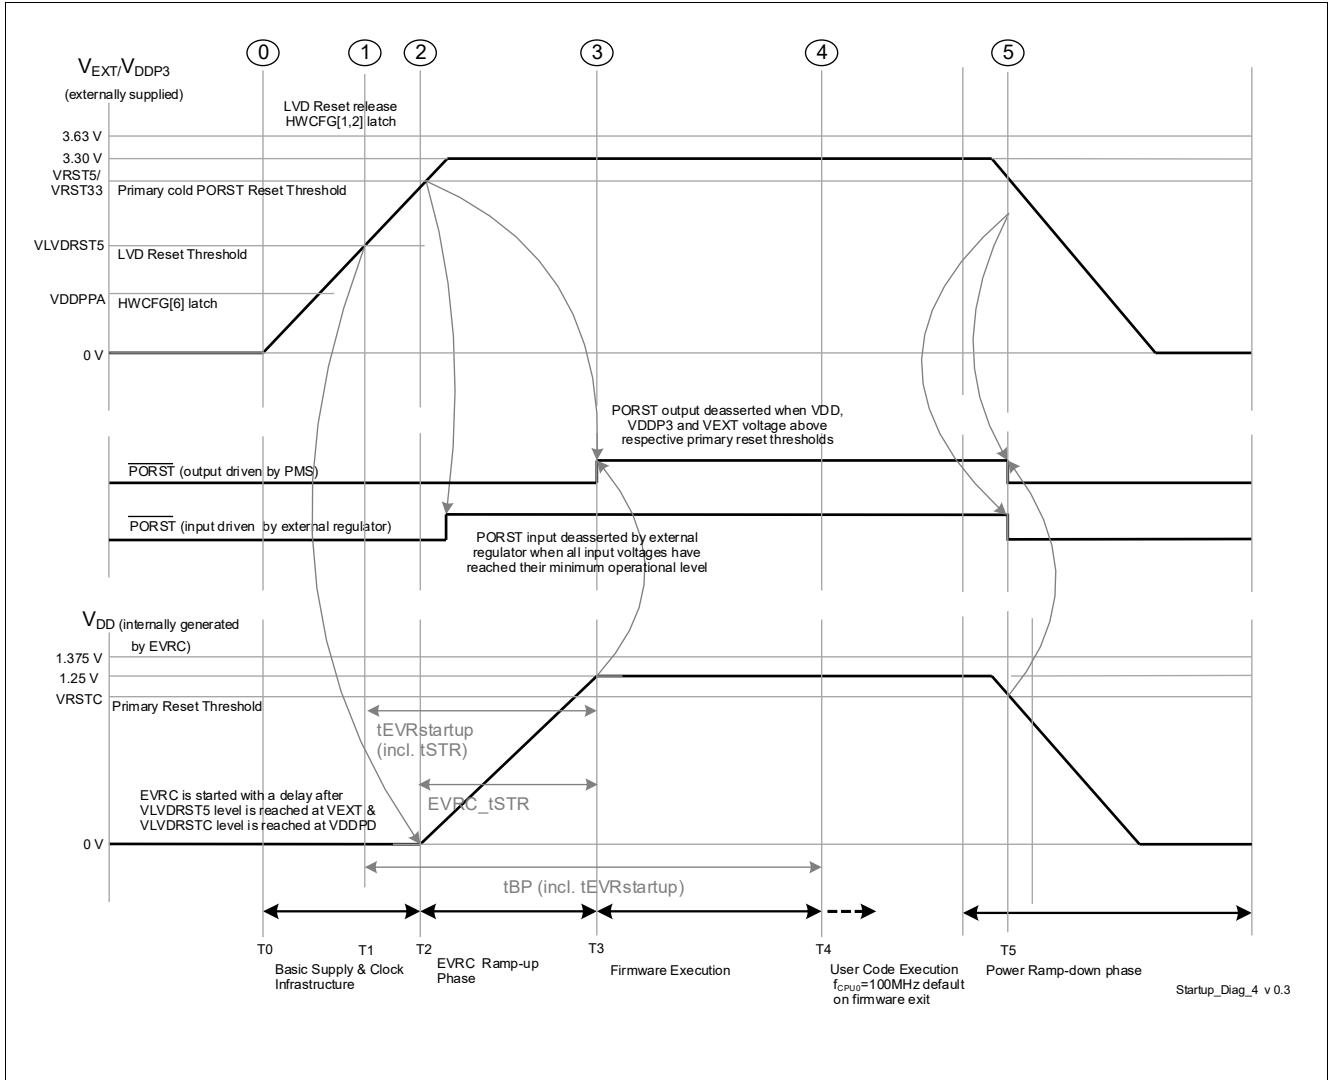 0
1
2
3
4
5
VEXT/VDDP3
(externally supplied)
LVD Reset release
HWCFG[1,2] latch
3.63 V
3.30 V
VRST5/
VRST33
Primary cold PORST Reset Threshold
VLVDRST5
LVD Reset Threshold
VDDPPA
HWCFG[6] latch
0 V
PORST output deasserted when VDD,
VDDP3 and VEXT voltage above
respective primary reset thresholds
PORST (output driven by PMS)
PORST (input driven by external regulator)
PORST input deasserted by external
regulator when all input voltages have
reached their minimum operational level
VDD (internally generated
by EVRC)
1.375 V
1.25 V
VRSTC
Primary Reset Threshold
tEVRstartup
(incl. tSTR)
EVRC_tSTR
EVRC is started with a delay after
VLVDRST5 level is reached at VEXT &
VLVDRSTC level is reached at VDDPD
0 V
tBP (incl. tEVRstartup)
T0
T1
T2
T3
T4
T5
Basic Supply & Clock
Infrastructure
EVRC Ramp-up
Phase
Firmware Execution
User Code Execution
fCPU0=100MHz default
on firmware exit
Power Ramp-down phase
Startup_Diag_4 v 0.3